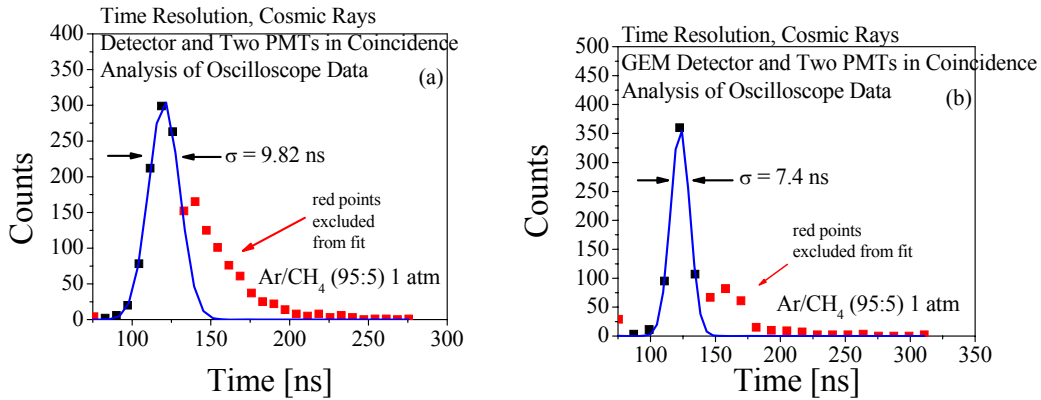 Time Resolution, Cosmic Rays
Detector and Two PMTs in Coincidence
Analysis of Oscilloscope Data
(a)
400
350
300
250
200
150
100
50
0
Counts
σ = 9.82 ns
red points
excluded
from fit
Ar/CH4 (95:5) 1 atm
100 150 200 250 300
Time [ns]
Time Resolution, Cosmic Rays
GEM Detector and Two PMTs in Coincidence
Analysis of Oscilloscope Data
(b)
500
450
400
350
300
250
200
150
100
50
0
Counts
σ = 7.4 ns
red points
excluded from fit
Ar/CH4 (95:5) 1 atm
100 150 200 250 300 350
Time [ns]